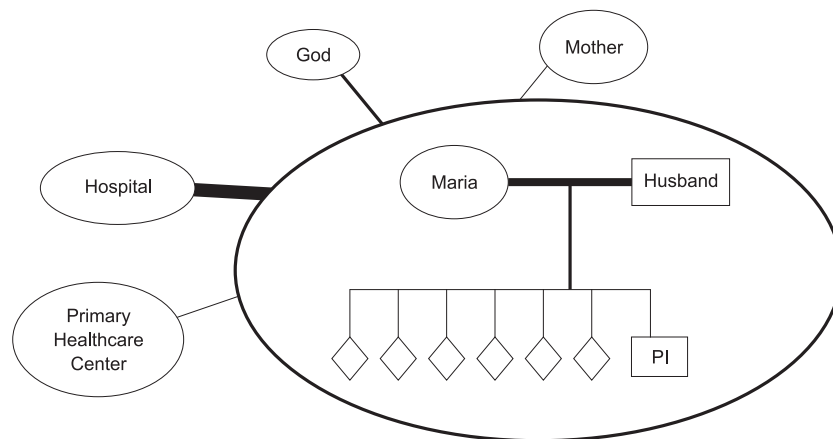 God
Mother
Hospital
Maria
Husband
Primary
Healthcare
Center
PI